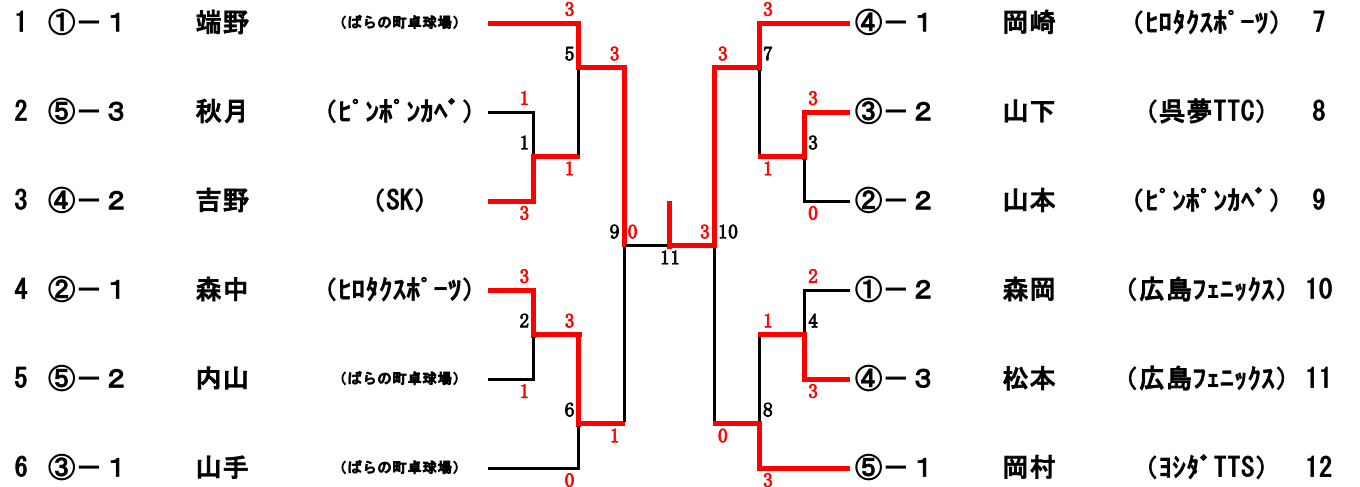 3 3
1 ①－1 端野 （ばらの町卓球場） ④－1 岡崎 （ﾋﾛﾀｸｽﾎﾟｰﾂ） 7
5 3 3 7
1 3
2 ⑤－3 秋月 （ﾋﾟﾝﾎﾟﾝｶﾍﾞ） ③－2 山下 （呉夢TTC） 8
1 3
1 1
3 ④－2 吉野 （SK） ②－2 山本 （ﾋﾟﾝﾎﾟﾝｶﾍﾞ） 9
3 0
9 0 3 10
11
3 2
4 ②－1 森中 （ﾋﾛﾀｸｽﾎﾟｰﾂ） ①－2 森岡 （広島ﾌｪﾆｯｸｽ） 10
2 3 1 4
5 ⑤－2 内山 （ばらの町卓球場） ④－3 松本 （広島ﾌｪﾆｯｸｽ） 11
1 3
6 8
1 0
6 ③－1 山手 （ばらの町卓球場） ⑤－1 岡村 （ﾖｼﾀﾞTTS） 12
0 3